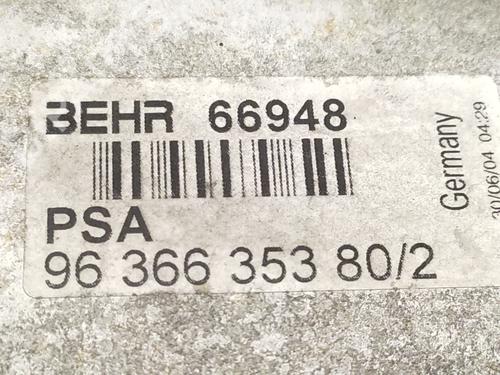 BEHR 66948
PSA
96 366 353 80/2
Germany
30/06/04 04:29